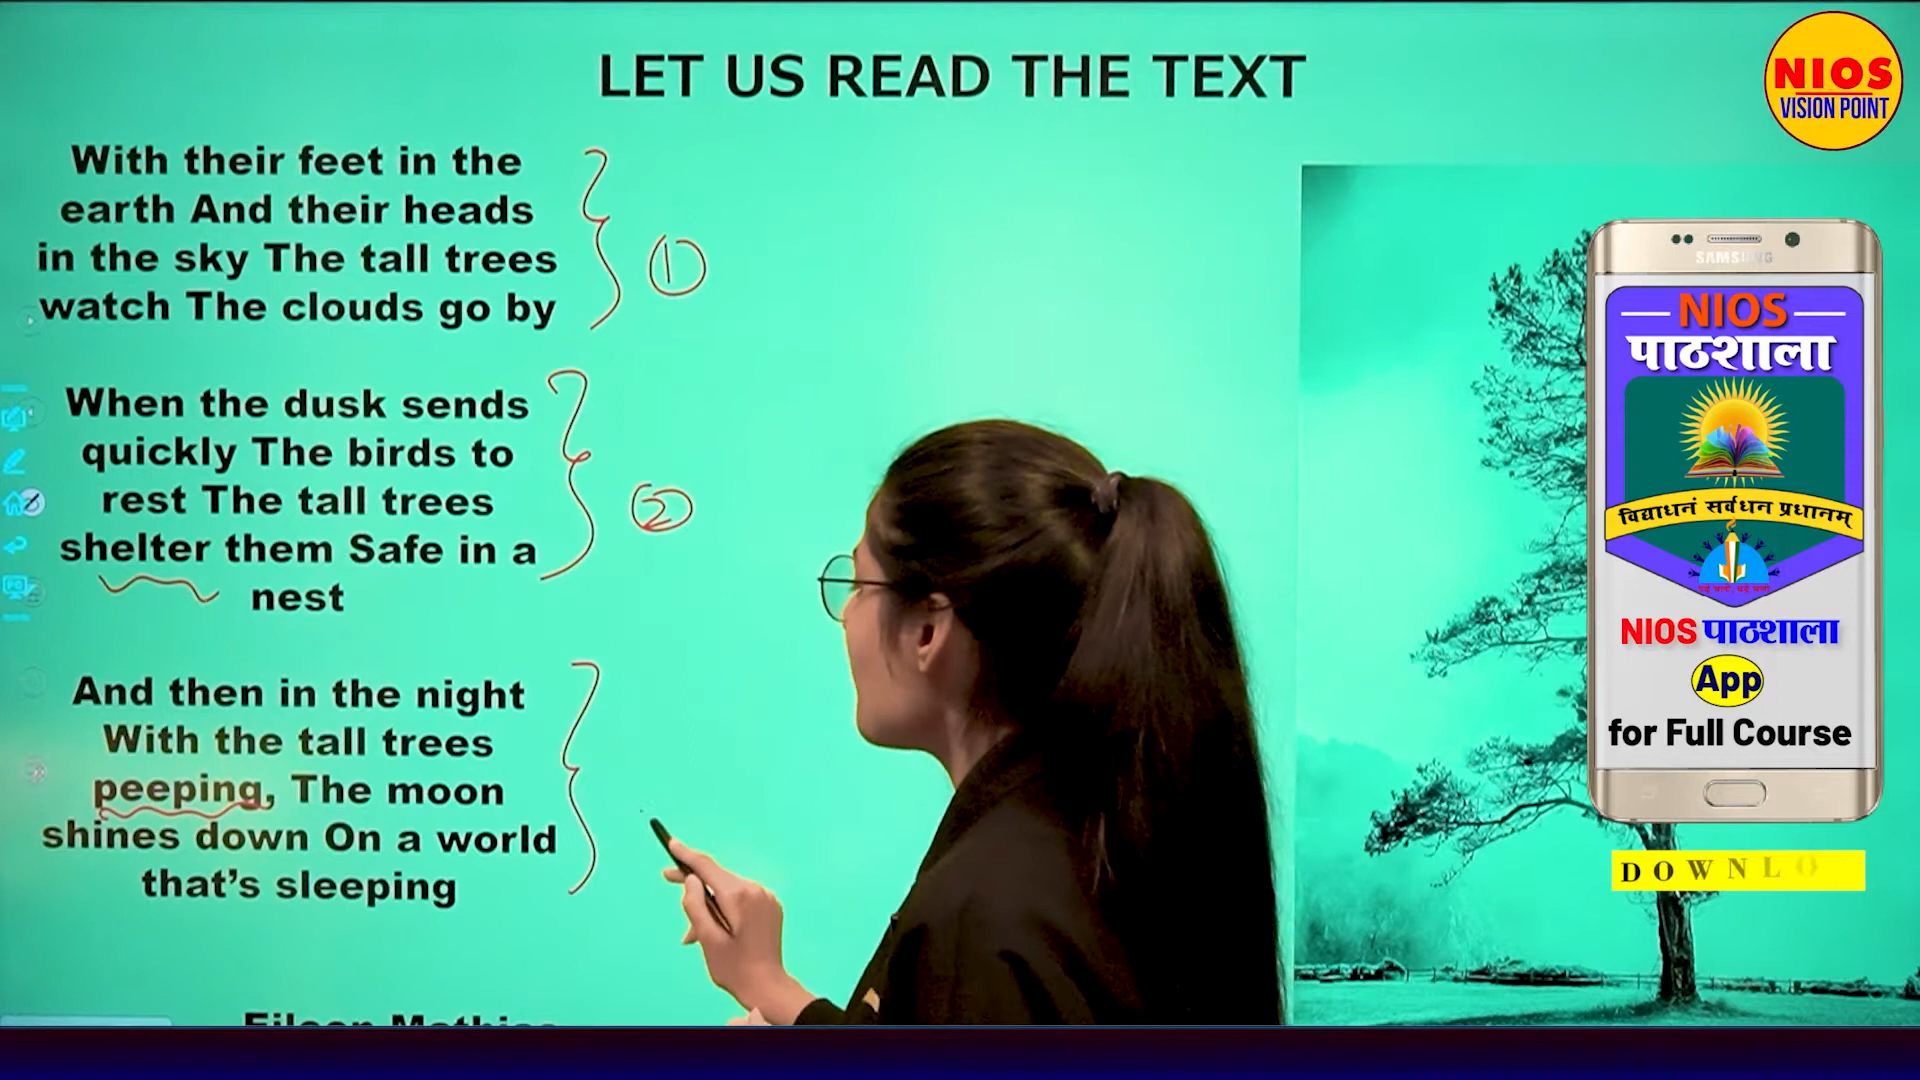 LET US READ THE TEXT
With their feet in the
earth And their heads
in the sky The tall trees
watch The clouds go by
①
When the dusk sends
quickly The birds to
rest The tall trees
shelter them Safe in a
nest
②
And then in the night
With the tall trees
peeping, The moon
shines down On a world
that's sleeping
NIOS
VISION POINT
SAMSUNG
NIOS
पाठशाला
विद्याधनं सर्वधन प्रधानम्
NIOS पाठशाला
App
for Full Course
DOWNLO